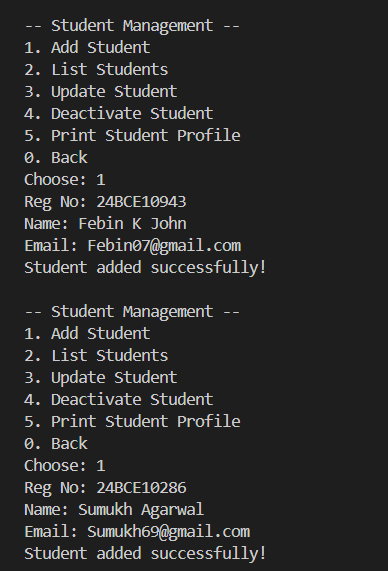 -- Student Management --
1. Add Student
2. List Students
3. Update Student
4. Deactivate Student
5. Print Student Profile
0. Back
Choose: 1
Reg No: 24BCE10943
Name: Febin K John
Email: Febin07@gmail.com
Student added successfully!

-- Student Management --
1. Add Student
2. List Students
3. Update Student
4. Deactivate Student
5. Print Student Profile
0. Back
Choose: 1
Reg No: 24BCE10286
Name: Sumukh Agarwal
Email: Sumukh69@gmail.com
Student added successfully!